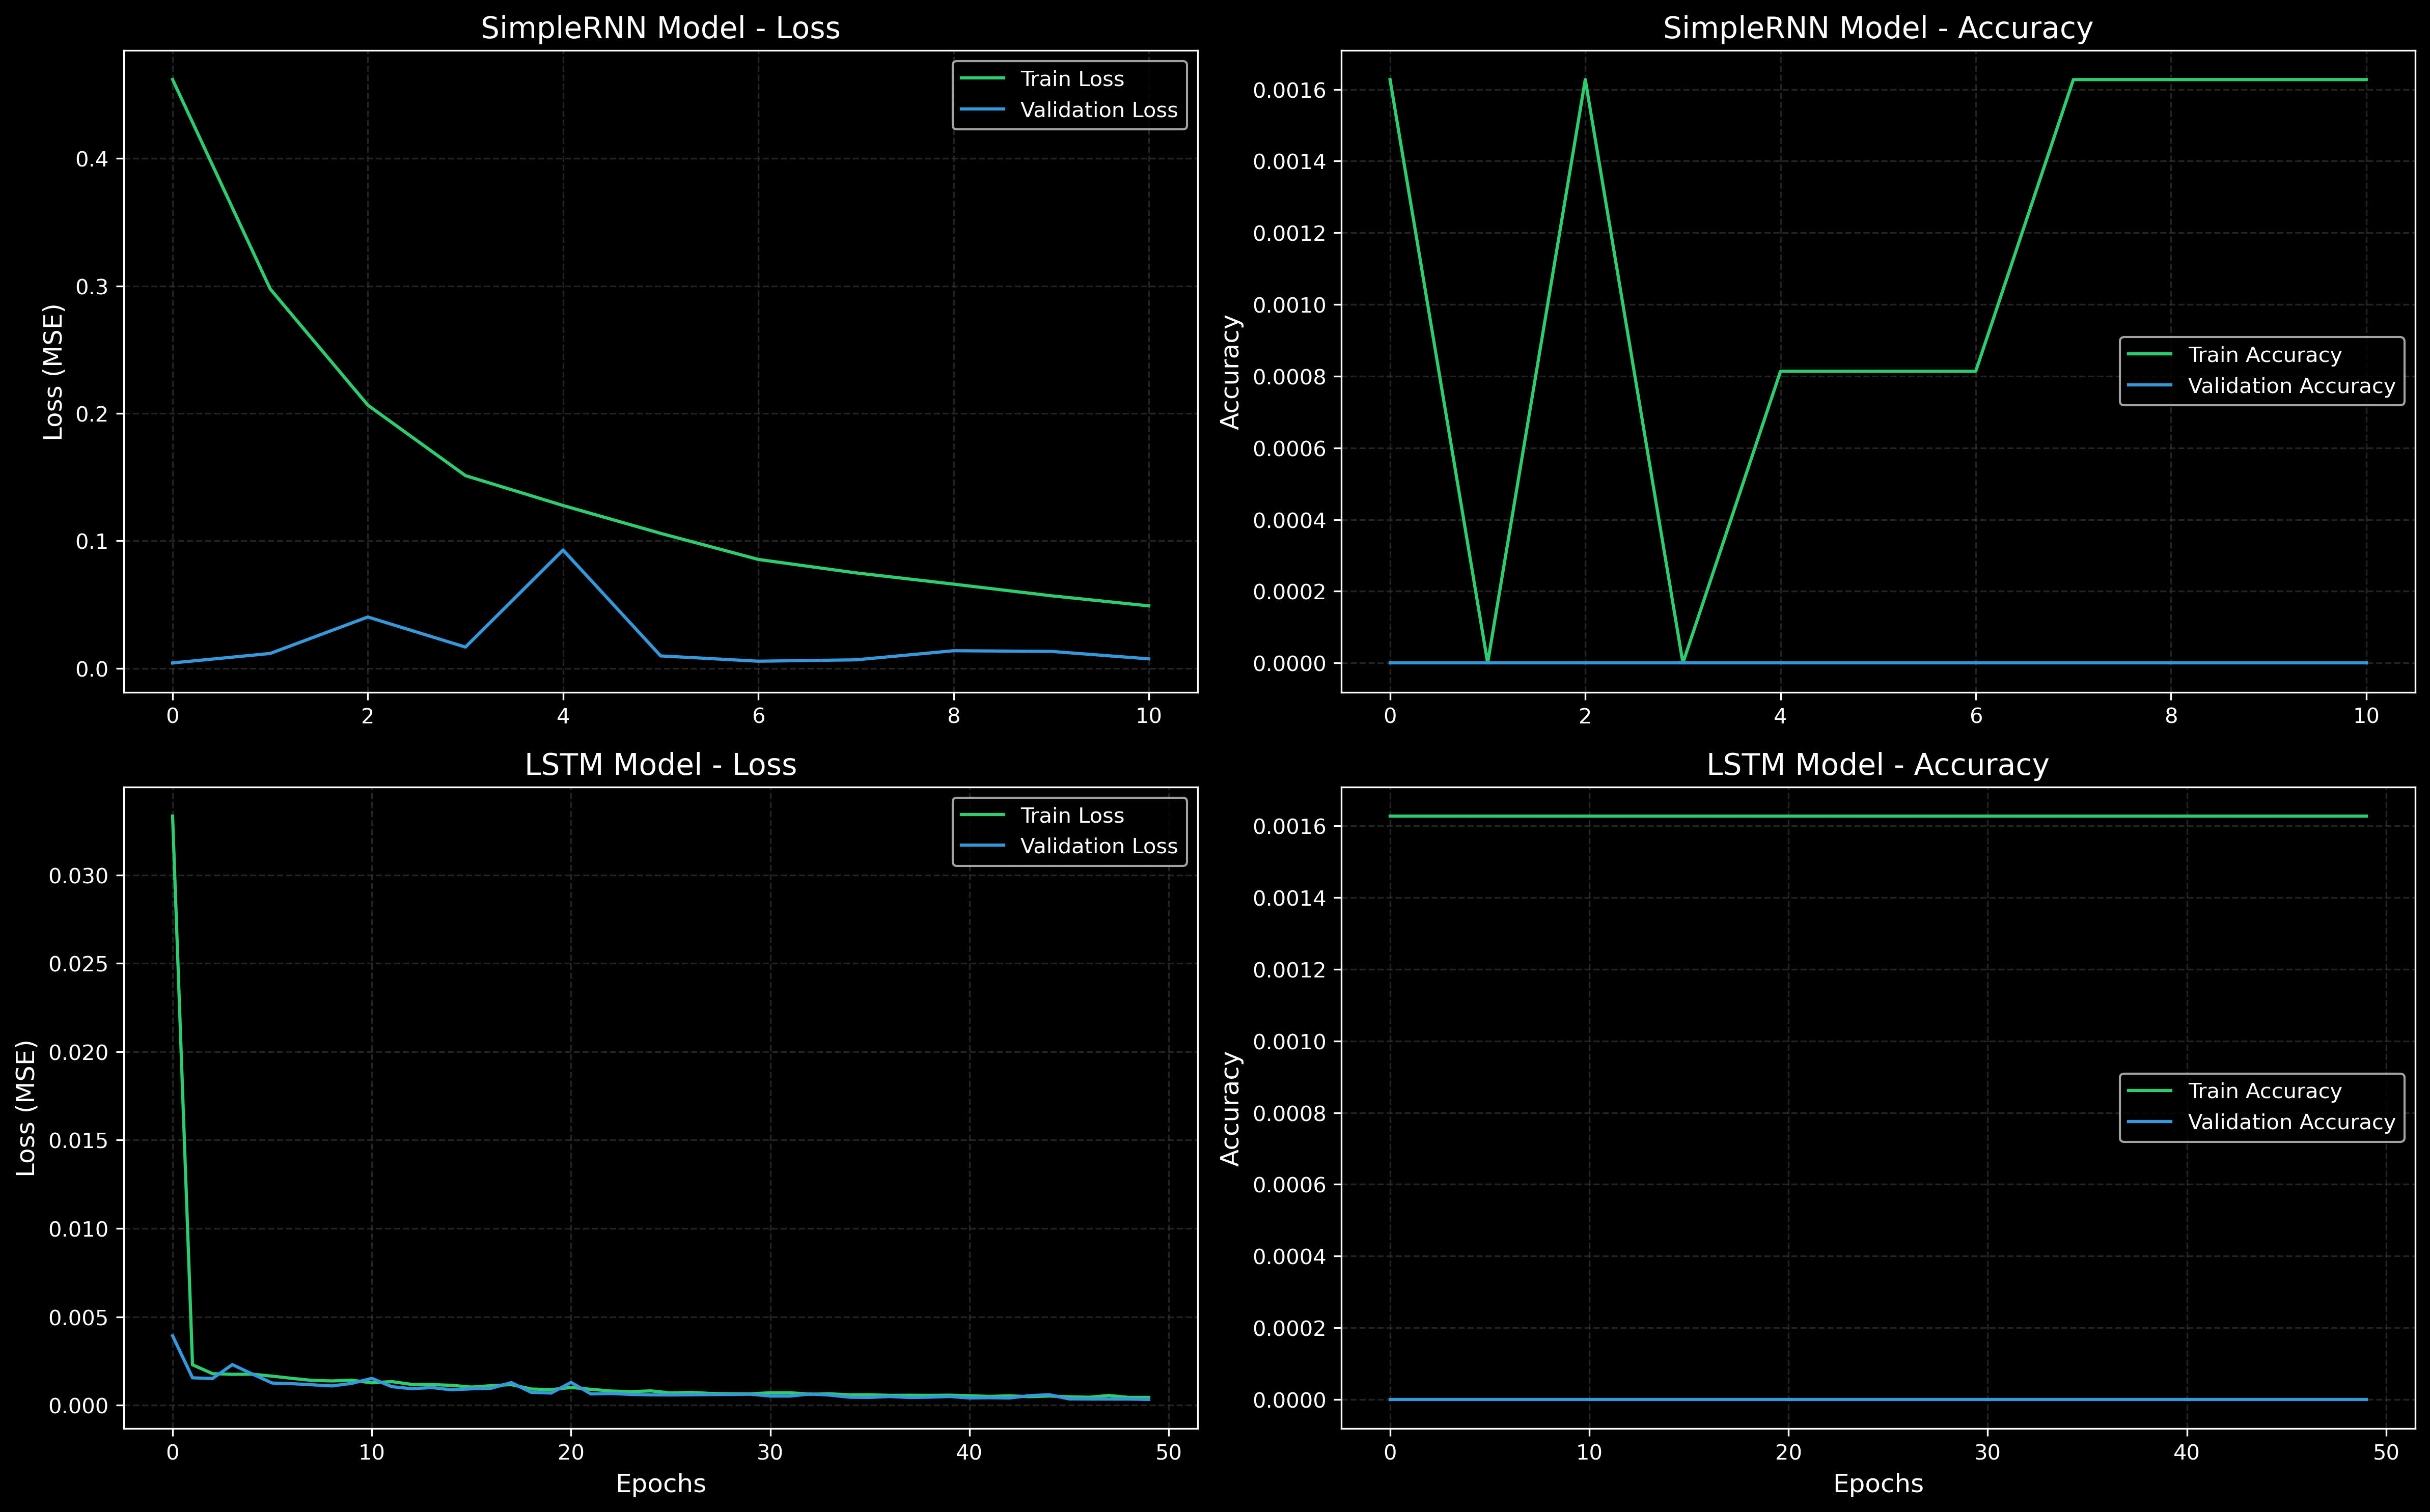 SimpleRNN Model - Loss
Loss (MSE)
0.4
0.3
0.2
0.1
0.0
0 2 4 6 8 10
Train Loss
Validation Loss
SimpleRNN Model - Accuracy
Accuracy
0.0016
0.0014
0.0012
0.0010
0.0008
0.0006
0.0004
0.0002
0.0000
0 2 4 6 8 10
Train Accuracy
Validation Accuracy
LSTM Model - Loss
Loss (MSE)
0.030
0.025
0.020
0.015
0.010
0.005
0.000
0 10 20 30 40 50
Epochs
Train Loss
Validation Loss
LSTM Model - Accuracy
Accuracy
0.0016
0.0014
0.0012
0.0010
0.0008
0.0006
0.0004
0.0002
0.0000
0 10 20 30 40 50
Epochs
Train Accuracy
Validation Accuracy